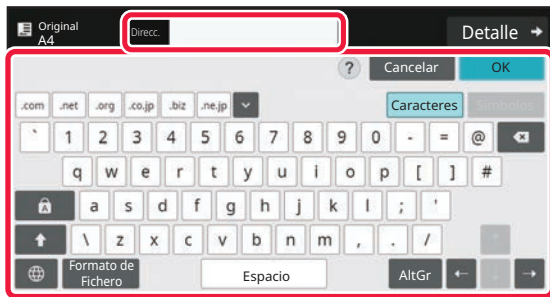 Original
A4
Direcc.
Detalle
?
Cancelar
OK
.com .net .org .co.jp .biz .ne.jp
Caracteres
Símbolos
` 1 2 3 4 5 6 7 8 9 0 - = @
q w e r t y u i o p [ ] #
A
a s d f g h j k l ; '
\ z x c v b n m , . /
Formato de
Fichero
Espacio
AltGr